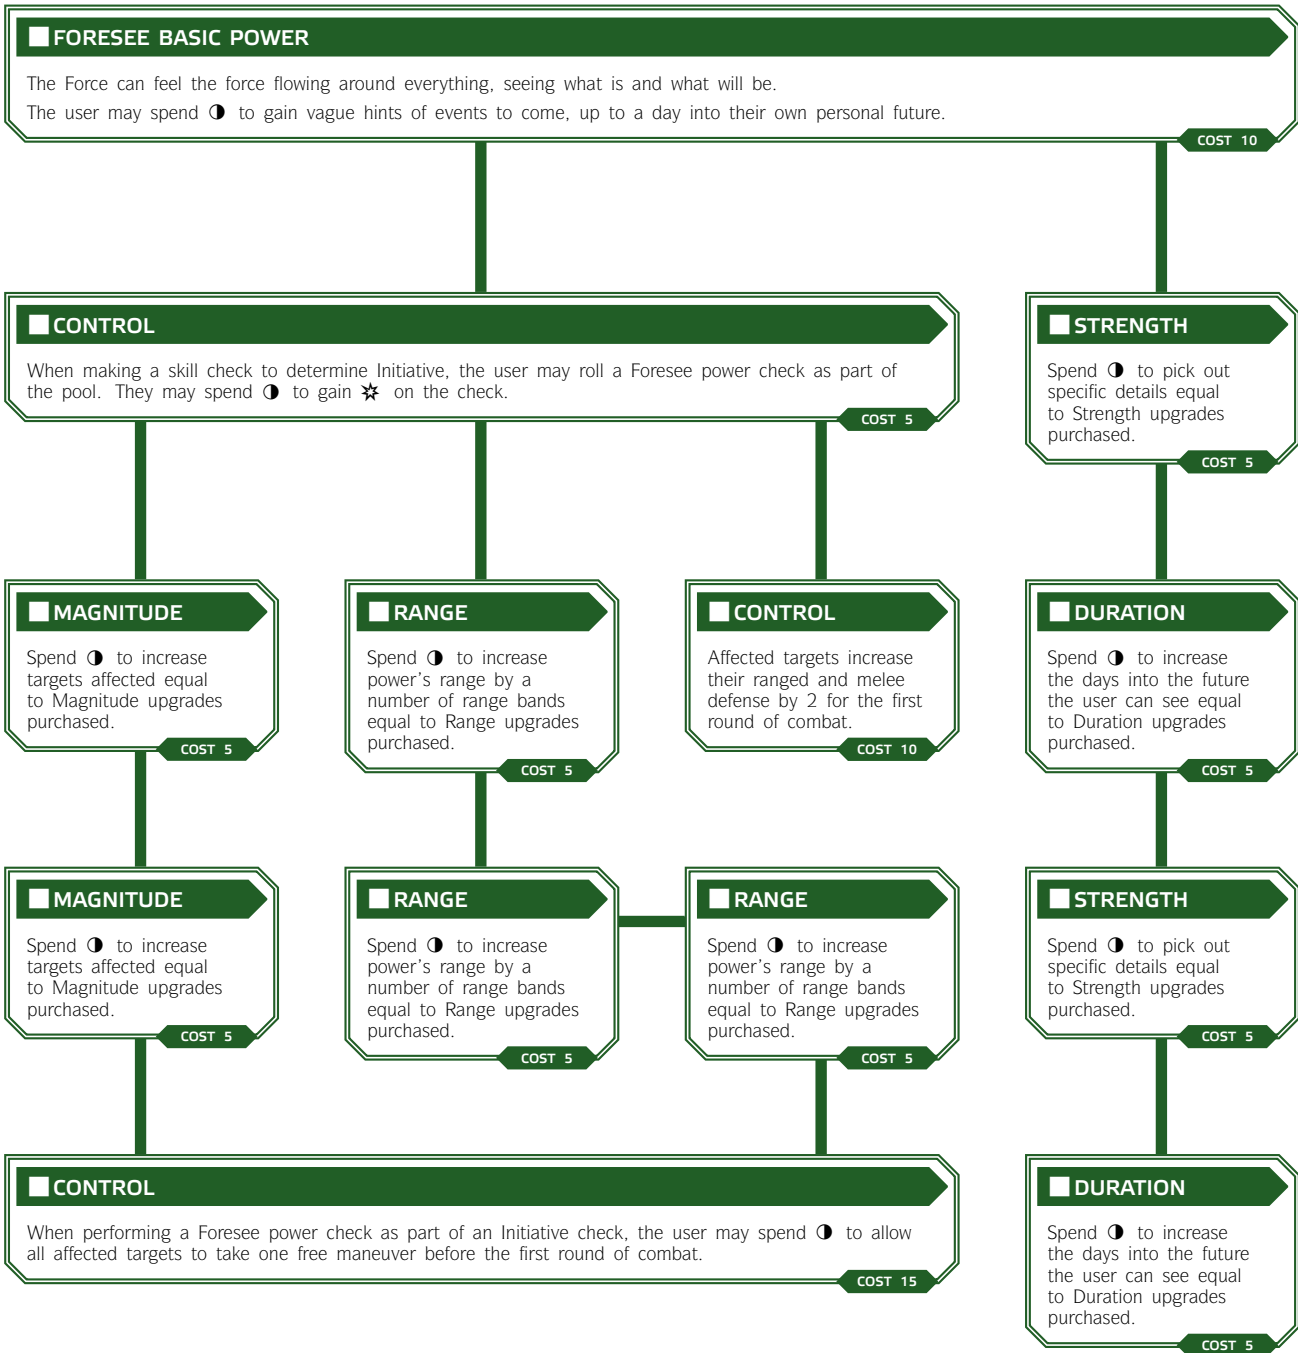 FORESEE BASIC POWER
The Force can feel the force flowing around everything, seeing what is and what will be.
The user may spend ◑ to gain vague hints of events to come, up to a day into their own personal future.
COST 10
CONTROL
When making a skill check to determine Initiative, the user may roll a Foresee power check as part of
the pool. They may spend ◑ to gain ✲ on the check.
COST 5
STRENGTH
Spend ◑ to pick out
specific details equal
to Strength upgrades
purchased.
COST 5
MAGNITUDE
Spend ◑ to increase
targets affected equal
to Magnitude upgrades
purchased.
COST 5
RANGE
Spend ◑ to increase
power's range by a
number of range bands
equal to Range upgrades
purchased.
COST 5
CONTROL
Affected targets increase
their ranged and melee
defense by 2 for the first
round of combat.
COST 10
DURATION
Spend ◑ to increase
the days into the future
the user can see equal
to Duration upgrades
purchased.
COST 5
MAGNITUDE
Spend ◑ to increase
targets affected equal
to Magnitude upgrades
purchased.
COST 5
RANGE
Spend ◑ to increase
power's range by a
number of range bands
equal to Range upgrades
purchased.
COST 5
RANGE
Spend ◑ to increase
power's range by a
number of range bands
equal to Range upgrades
purchased.
COST 5
STRENGTH
Spend ◑ to pick out
specific details equal
to Strength upgrades
purchased.
COST 5
CONTROL
When performing a Foresee power check as part of an Initiative check, the user may spend ◑ to allow
all affected targets to take one free maneuver before the first round of combat.
COST 15
DURATION
Spend ◑ to increase
the days into the future
the user can see equal
to Duration upgrades
purchased.
COST 5